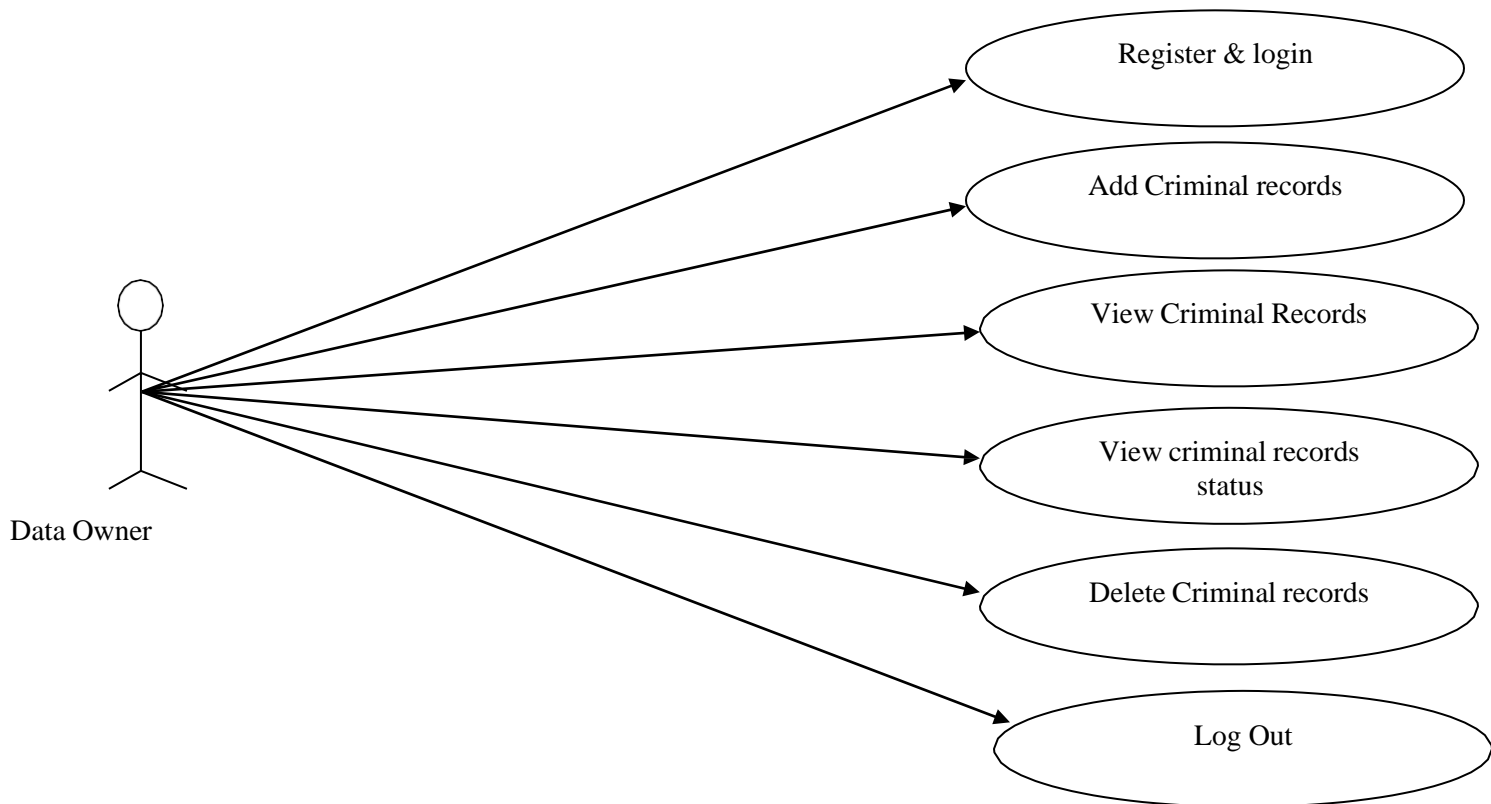 Register & login
Add Criminal records
View Criminal Records
View criminal records
status
Data Owner
Delete Criminal records
Log Out